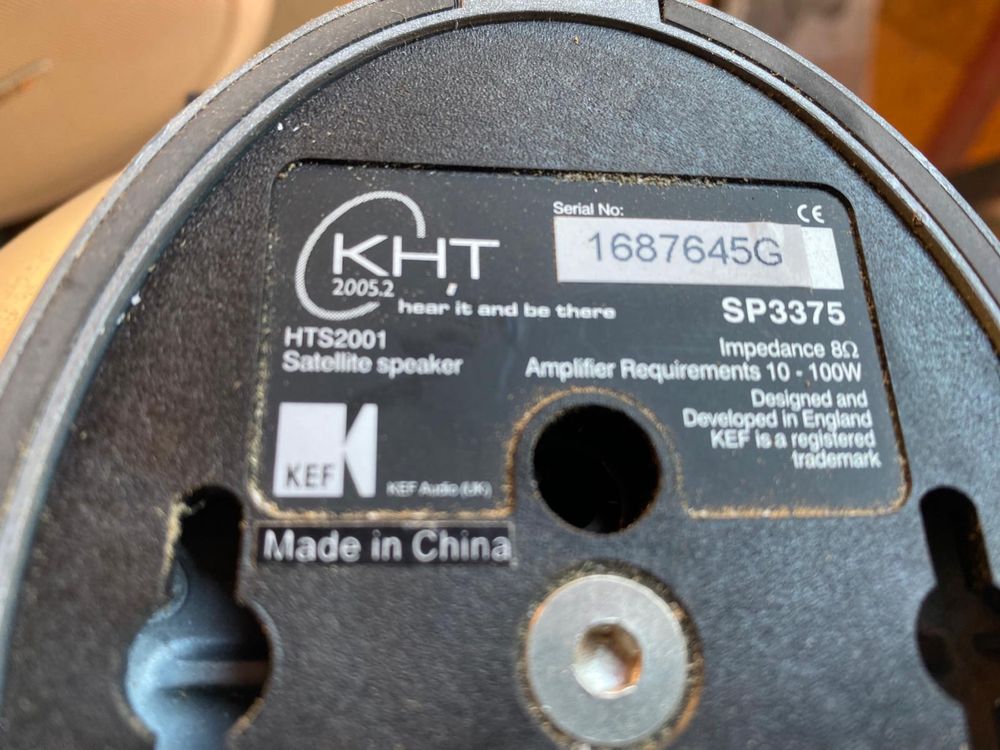 KHT
2005.2
hear it and be there
HTS2001
Satellite speaker
KEF
KEF Audio (UK)
Serial No:
CE
1687645G
SP3375
Impedance 8Ω
Amplifier Requirements 10 - 100W
Designed and
Developed in England
KEF is a registered
trademark
Made in China